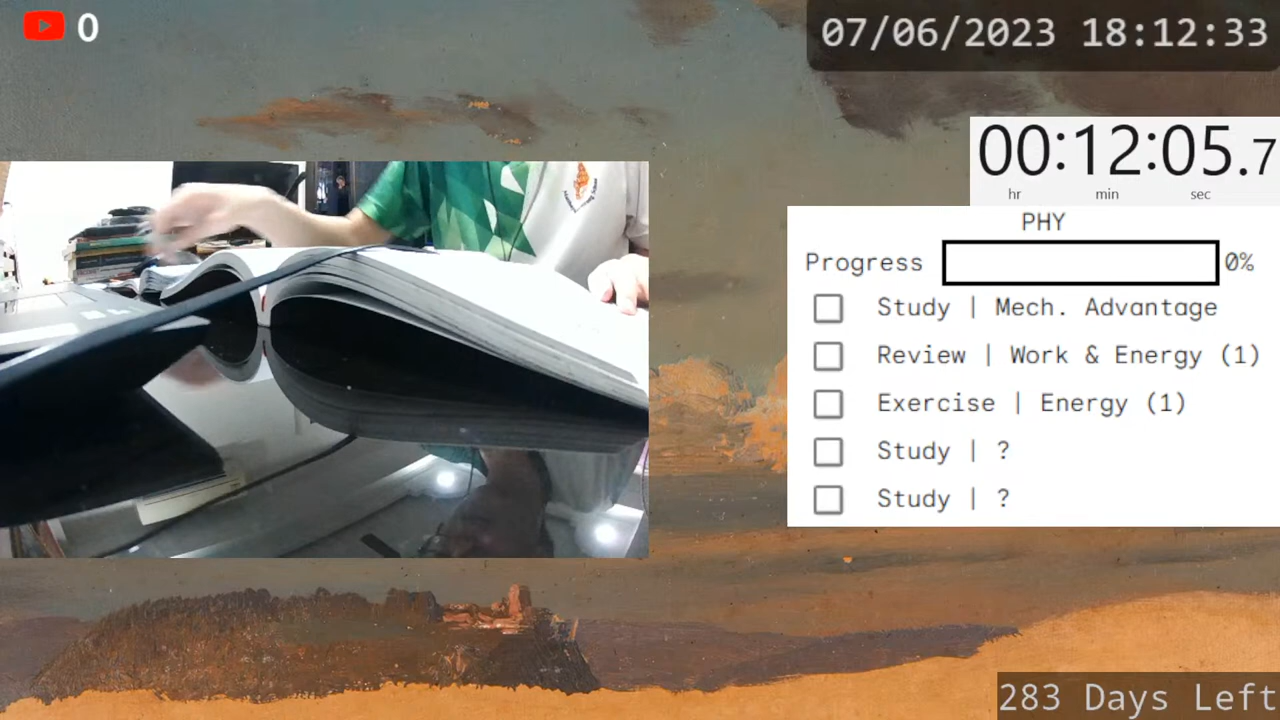 0
07/06/2023 18:12:33
00:12:05.7
hr min sec
PHY
Progress 0%
Study | Mech. Advantage
Review | Work & Energy (1)
Exercise | Energy (1)
Study | ?
Study | ?
283 Days Left